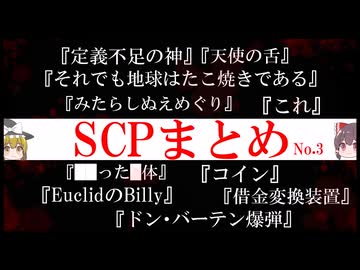 『定義不足の神』『天使の舌』
『それでも地球はたこ焼きである』
『みたらしぬえめぐり』 『これ』
SCPまとめ No.3
『██った█体』 『コイン』
『EuclidのBilly』 『借金変換装置』
『ドン・バーテン爆弾』